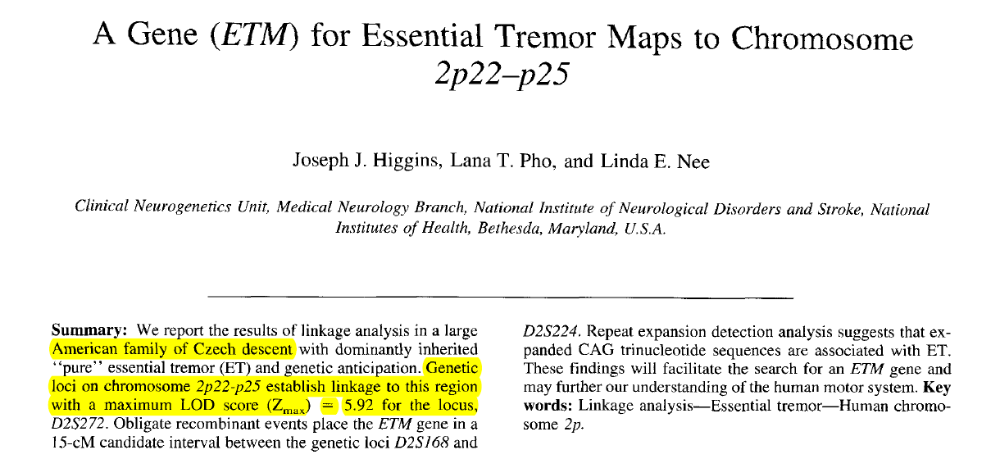 A Gene (ETM) for Essential Tremor Maps to Chromosome
2p22–p25
Joseph J. Higgins, Lana T. Pho, and Linda E. Nee
Clinical Neurogenetics Unit, Medical Neurology Branch, National Institute of Neurological Disorders and Stroke, National
Institutes of Health, Bethesda, Maryland, U.S.A.
Summary: We report the results of linkage analysis in a large
American family of Czech descent with dominantly inherited
‘‘pure’’ essential tremor (ET) and genetic anticipation. Genetic
loci on chromosome 2p22-p25 establish linkage to this region
with a maximum LOD score (Zmax) = 5.92 for the locus,
D2S272. Obligate recombinant events place the ETM gene in a
15-cM candidate interval between the genetic loci D2S168 and
D2S224. Repeat expansion detection analysis suggests that ex-
panded CAG trinucleotide sequences are associated with ET.
These findings will facilitate the search for an ETM gene and
may further our understanding of the human motor system. Key
words: Linkage analysis—Essential tremor—Human chromo-
some 2p.